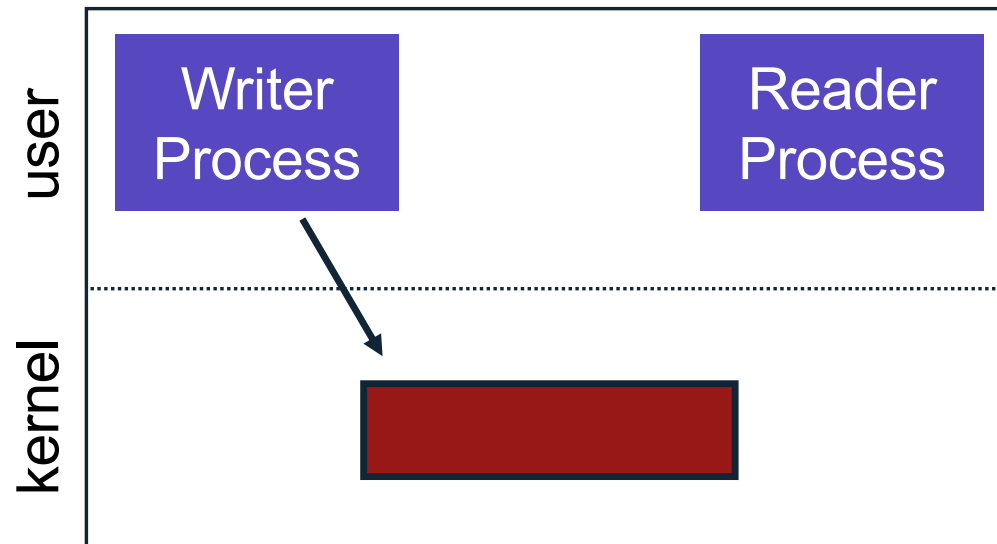 user
Writer
Process
Reader
Process
kernel